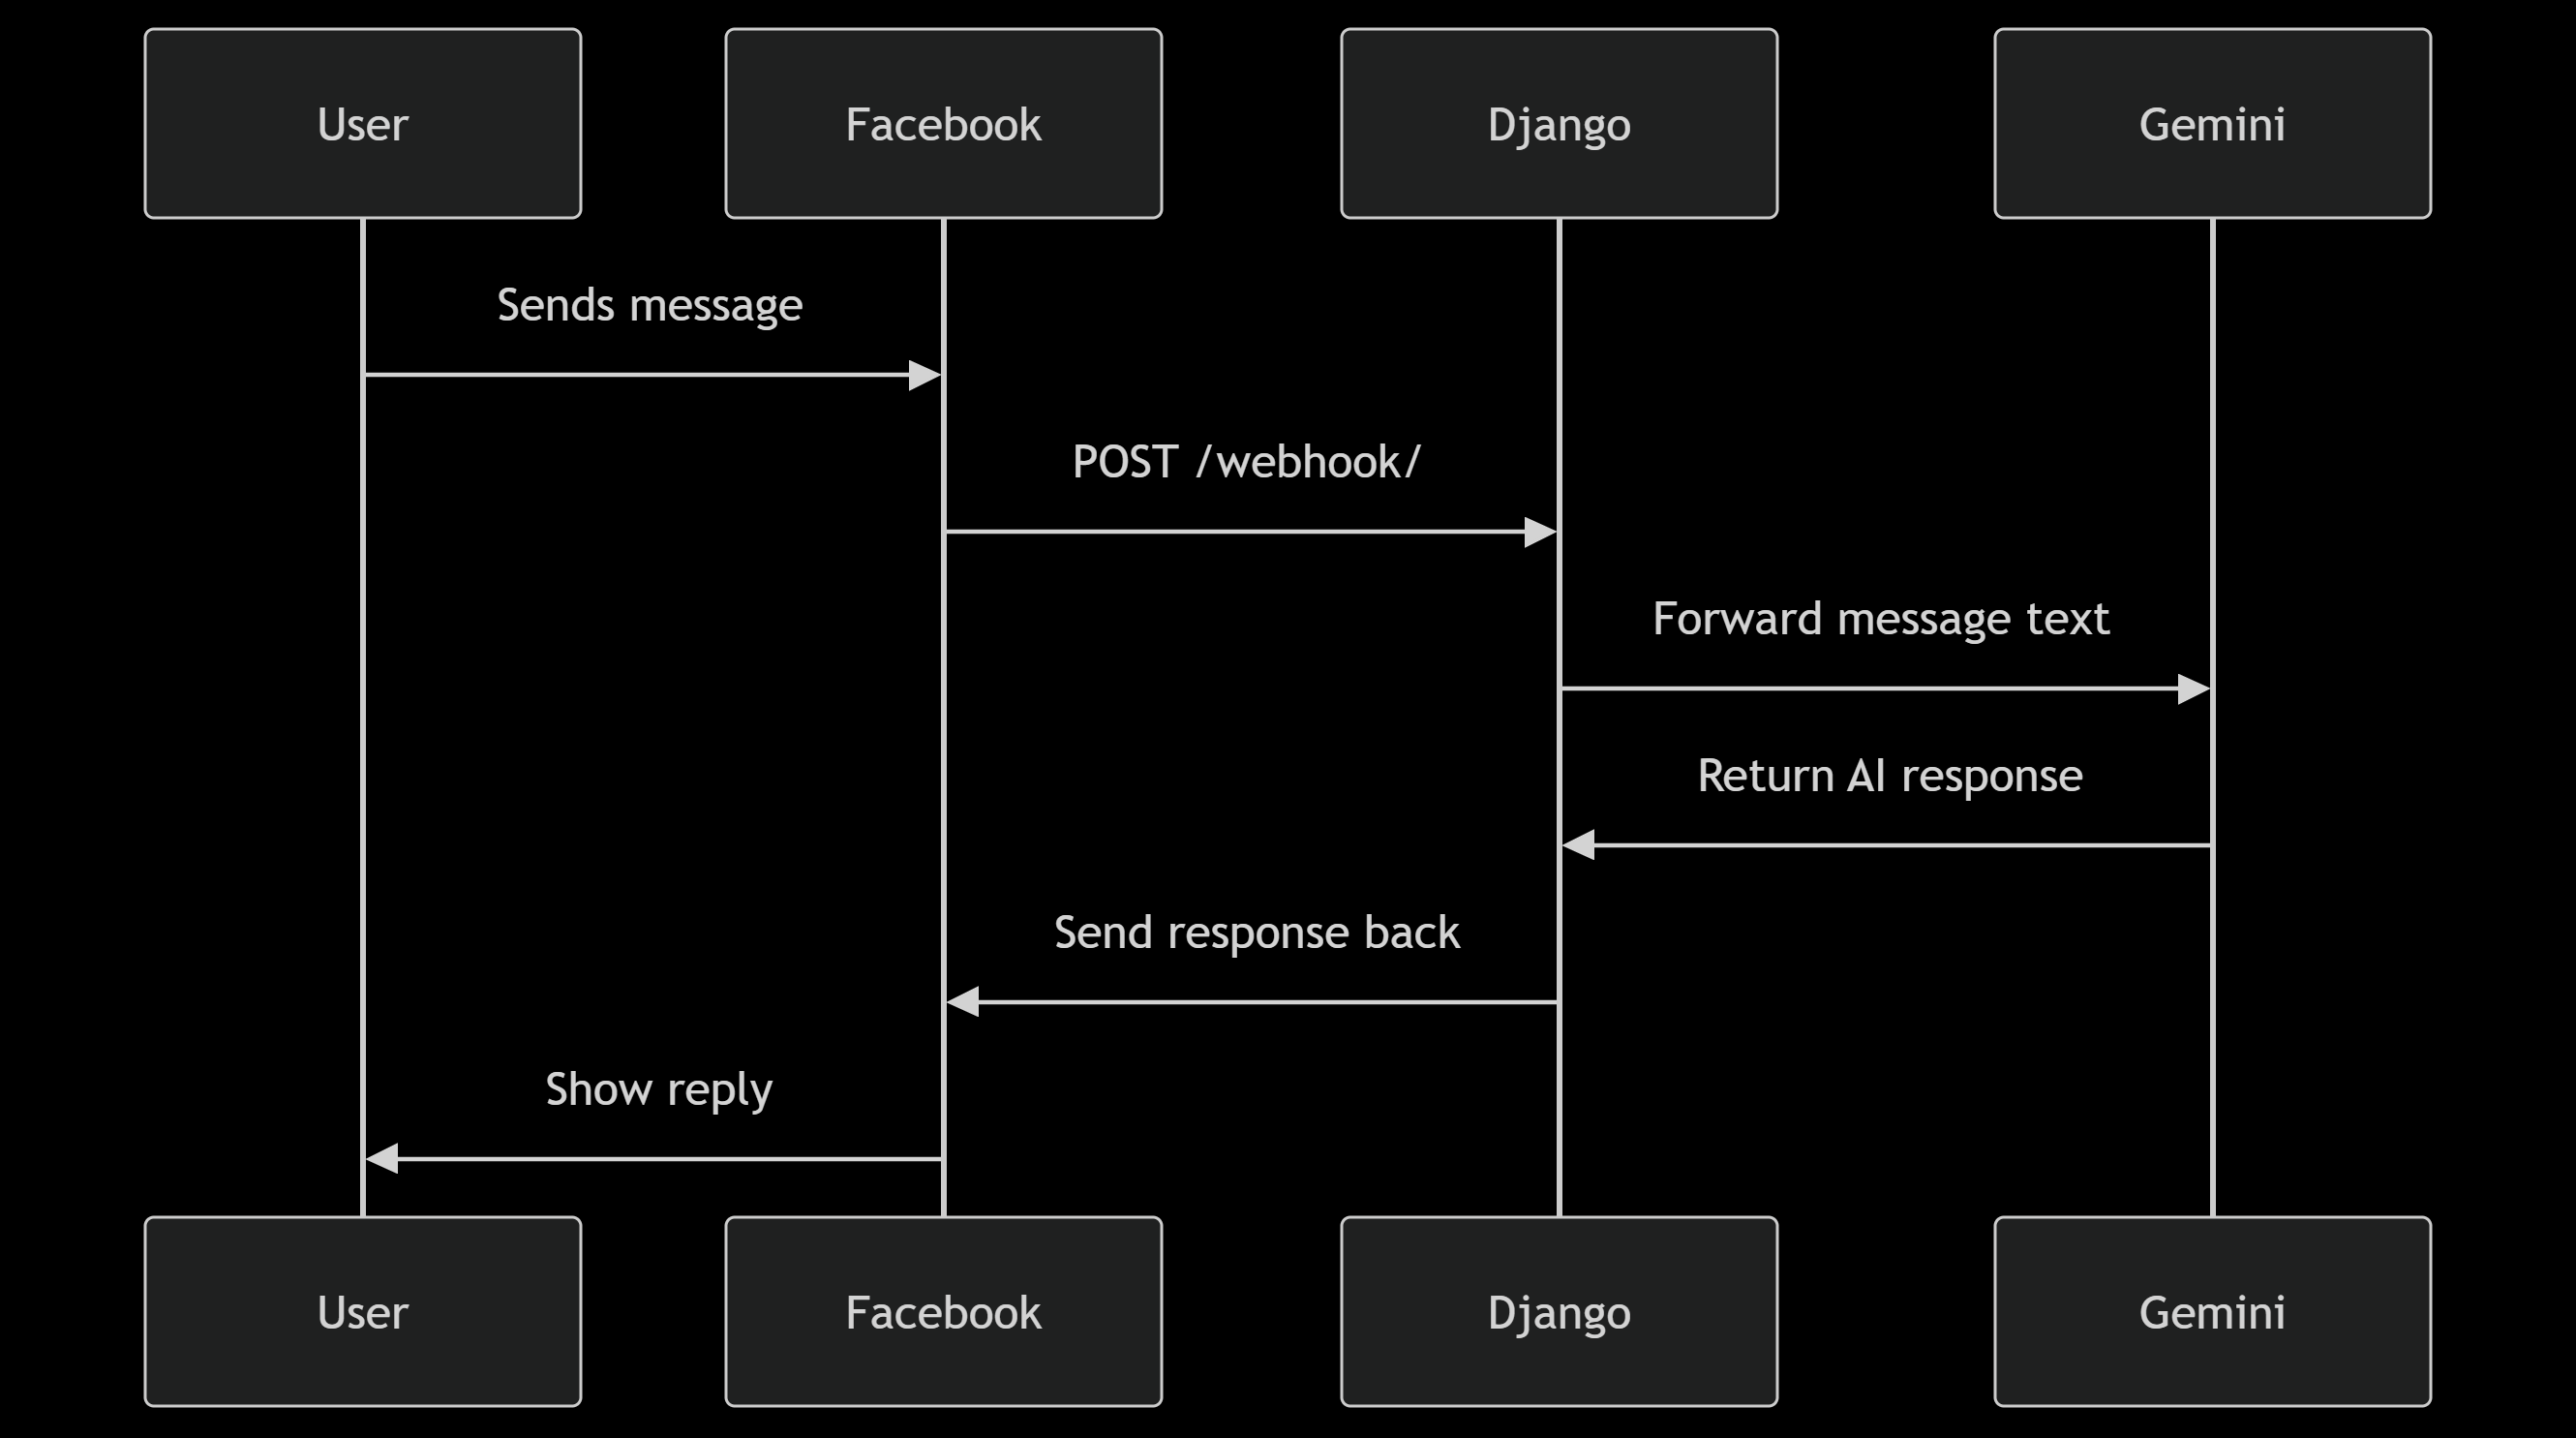 User
Facebook
Django
Gemini
Sends message
POST /webhook/
Forward message text
Return AI response
Send response back
Show reply
User
Facebook
Django
Gemini